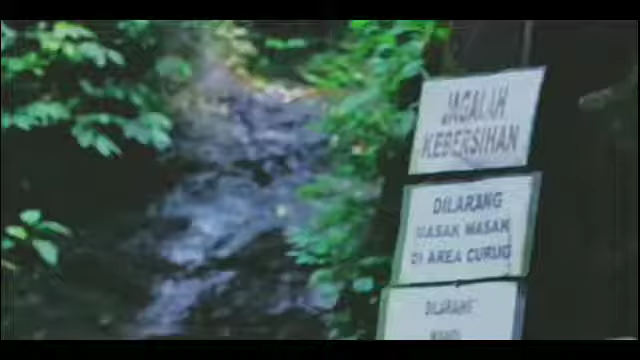 JAGALAH
KEBERSIHAN
DILARANG
MASAK MASAK
DI AREA CURUG
DILARANG